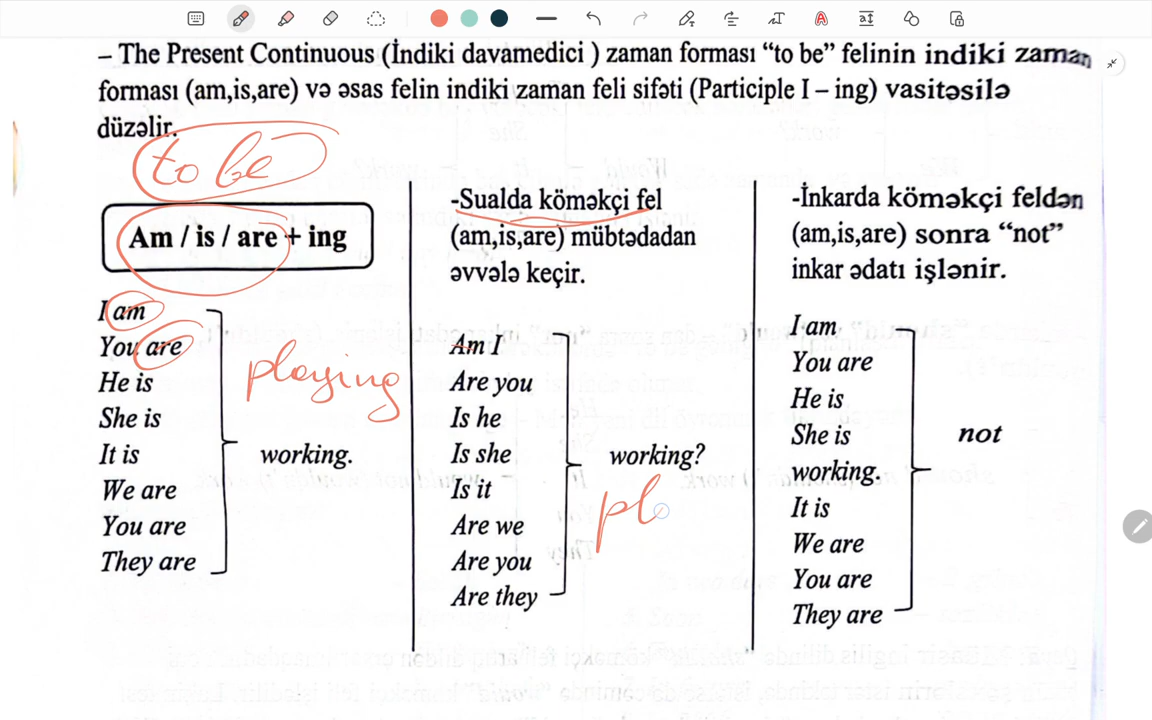 – The Present Continuous (İndiki davamedici ) zaman forması “to be” felinin indiki zaman
forması (am,is,are) və əsas felin indiki zaman feli sifəti (Participle I – ing) vasitəsilə
düzəlir.
to be
Am / is / are + ing
I am
You are
He is
She is
It is
We are
You are
They are
playing
working.
-Sualda köməkçi fel
(am,is,are) mübtədadan
əvvələ keçir.
Am I
Are you
Is he
Is she
Is it
Are we
Are you
Are they
working?
pl
-İnkarda köməkçi feldən
(am,is,are) sonra “not”
inkar ədatı işlənir.
I am
You are
He is
She is
working.
It is
We are
You are
They are
not